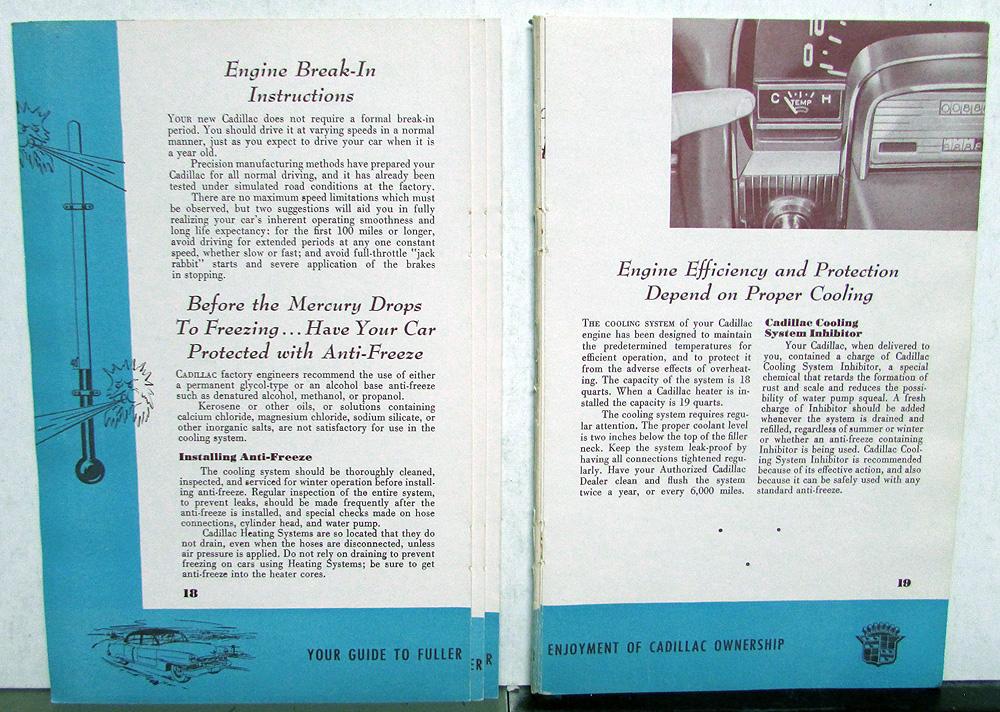 Engine Break-In
Instructions
YOUR new Cadillac does not require a formal break-in
period. You should drive it at varying speeds in a normal
manner, just as you expect to drive your car when it is
a year old.
Precision manufacturing methods have prepared your
Cadillac for all normal driving, and it has already been
tested under simulated road conditions at the factory.
There are no maximum speed limitations which must
be observed, but two suggestions will aid you in fully
realizing your car's inherent operating smoothness and
long life expectancy: for the first 100 miles or longer,
avoid driving for extended periods at any one constant
speed, whether slow or fast; and avoid full-throttle "jack
rabbit" starts and severe application of the brakes
in stopping.
Before the Mercury Drops
To Freezing...Have Your Car
Protected with Anti-Freeze
CADILLAC factory engineers recommend the use of either
a permanent glycol-type or an alcohol base anti-freeze
such as denatured alcohol, methanol, or propanol.
Kerosene or other oils, or solutions containing
calcium chloride, magnesium chloride, sodium silicate, or
other inorganic salts, are not satisfactory for use in the
cooling system.
Installing Anti-Freeze
The cooling system should be thoroughly cleaned,
inspected, and serviced for winter operation before install-
ing anti-freeze. Regular inspection of the entire system,
to prevent leaks, should be made frequently after the
anti-freeze is installed, and special checks made on hose
connections, cylinder head, and water pump.
Cadillac Heating Systems are so located that they do
not drain, even when the hoses are disconnected, unless
air pressure is applied. Do not rely on draining to prevent
freezing on cars using Heating Systems; be sure to get
anti-freeze into the heater cores.
18
YOUR GUIDE TO FULLER
ER
R
C TEMP H
Engine Efficiency and Protection
Depend on Proper Cooling
THE COOLING SYSTEM of your Cadillac
engine has been designed to maintain
the predetermined temperatures for
efficient operation, and to protect it
from the adverse effects of overheat-
ing. The capacity of the system is 18
quarts. When a Cadillac heater is in-
stalled the capacity is 19 quarts.
The cooling system requires regu-
lar attention. The proper coolant level
is two inches below the top of the filler
neck. Keep the system leak-proof by
having all connections tightened regu-
larly. Have your Authorized Cadillac
Dealer clean and flush the system
twice a year, or every 6,000 miles.
Cadillac Cooling
System Inhibitor
Your Cadillac, when delivered to
you, contained a charge of Cadillac
Cooling System Inhibitor, a special
chemical that retards the formation of
rust and scale and reduces the possi-
bility of water pump squeal. A fresh
charge of Inhibitor should be added
whenever the system is drained and
refilled, regardless of summer or winter
or whether an anti-freeze containing
Inhibitor is being used. Cadillac Cool-
ing System Inhibitor is recommended
because of its effective action, and also
because it can be safely used with any
standard anti-freeze.
19
ENJOYMENT OF CADILLAC OWNERSHIP